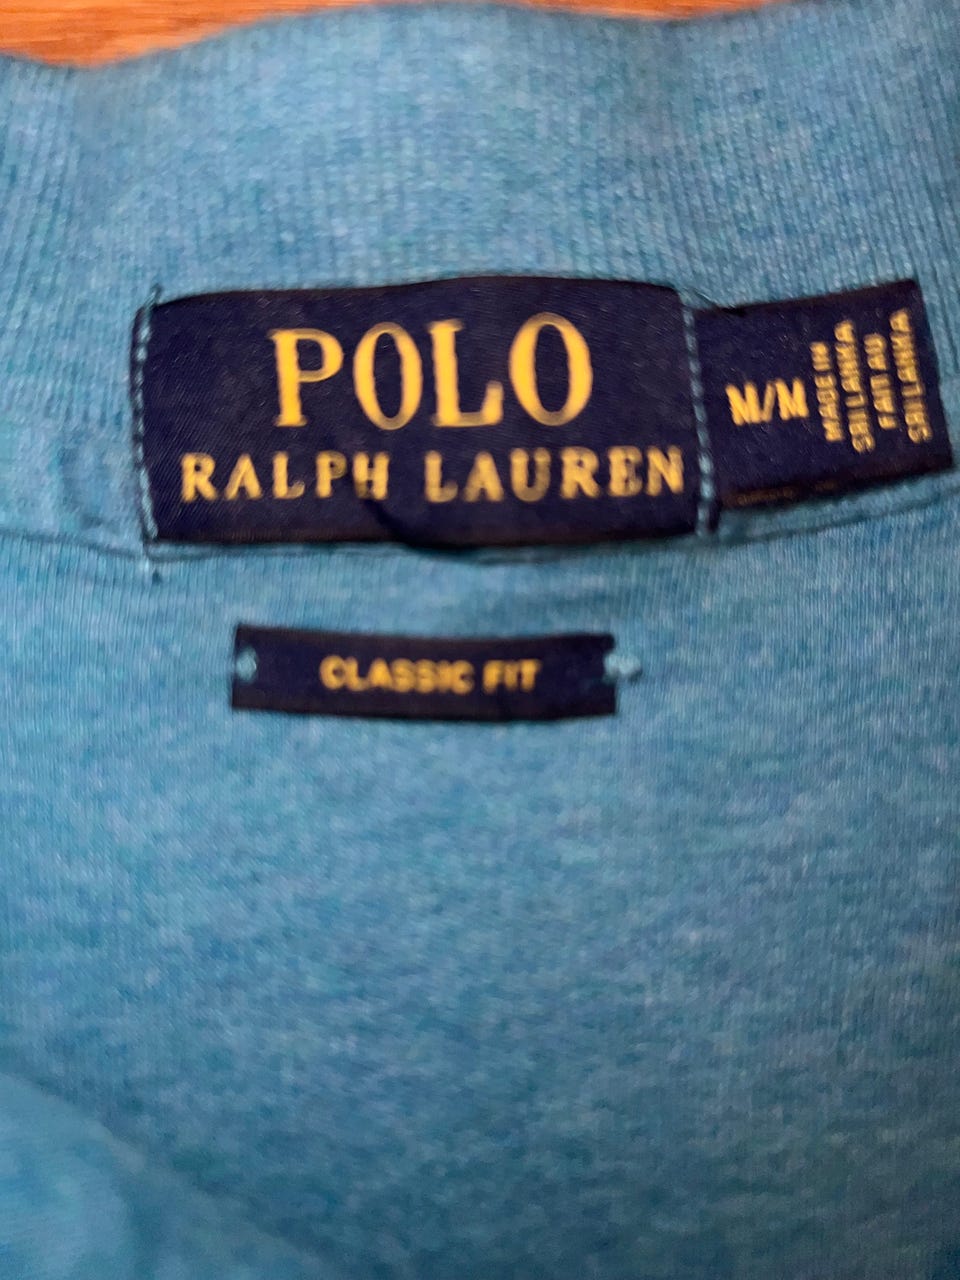 POLO
RALPH LAUREN
M/M
MADE IN
SRI LANKA
FAIT AU
SRI LANKA
CLASSIC FIT